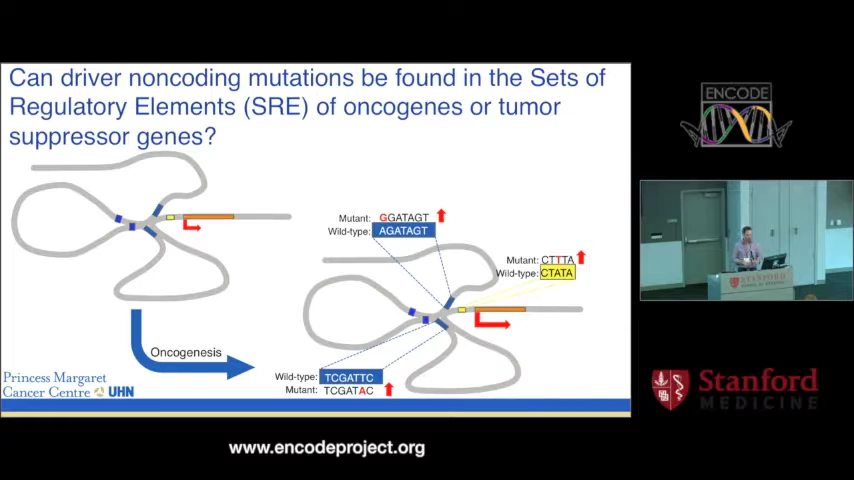 Can driver noncoding mutations be found in the Sets of
Regulatory Elements (SRE) of oncogenes or tumor
suppressor genes?
Mutant: GGATAGT
Wild-type: AGATAGT
Mutant: CTTTA
Wild-type: CTATA
Oncogenesis
Wild-type: TCGATTC
Mutant: TCGATAC
Princess Margaret
Cancer Centre UHN
ENCODE
STANFORD
Stanford
MEDICINE
www.encodeproject.org